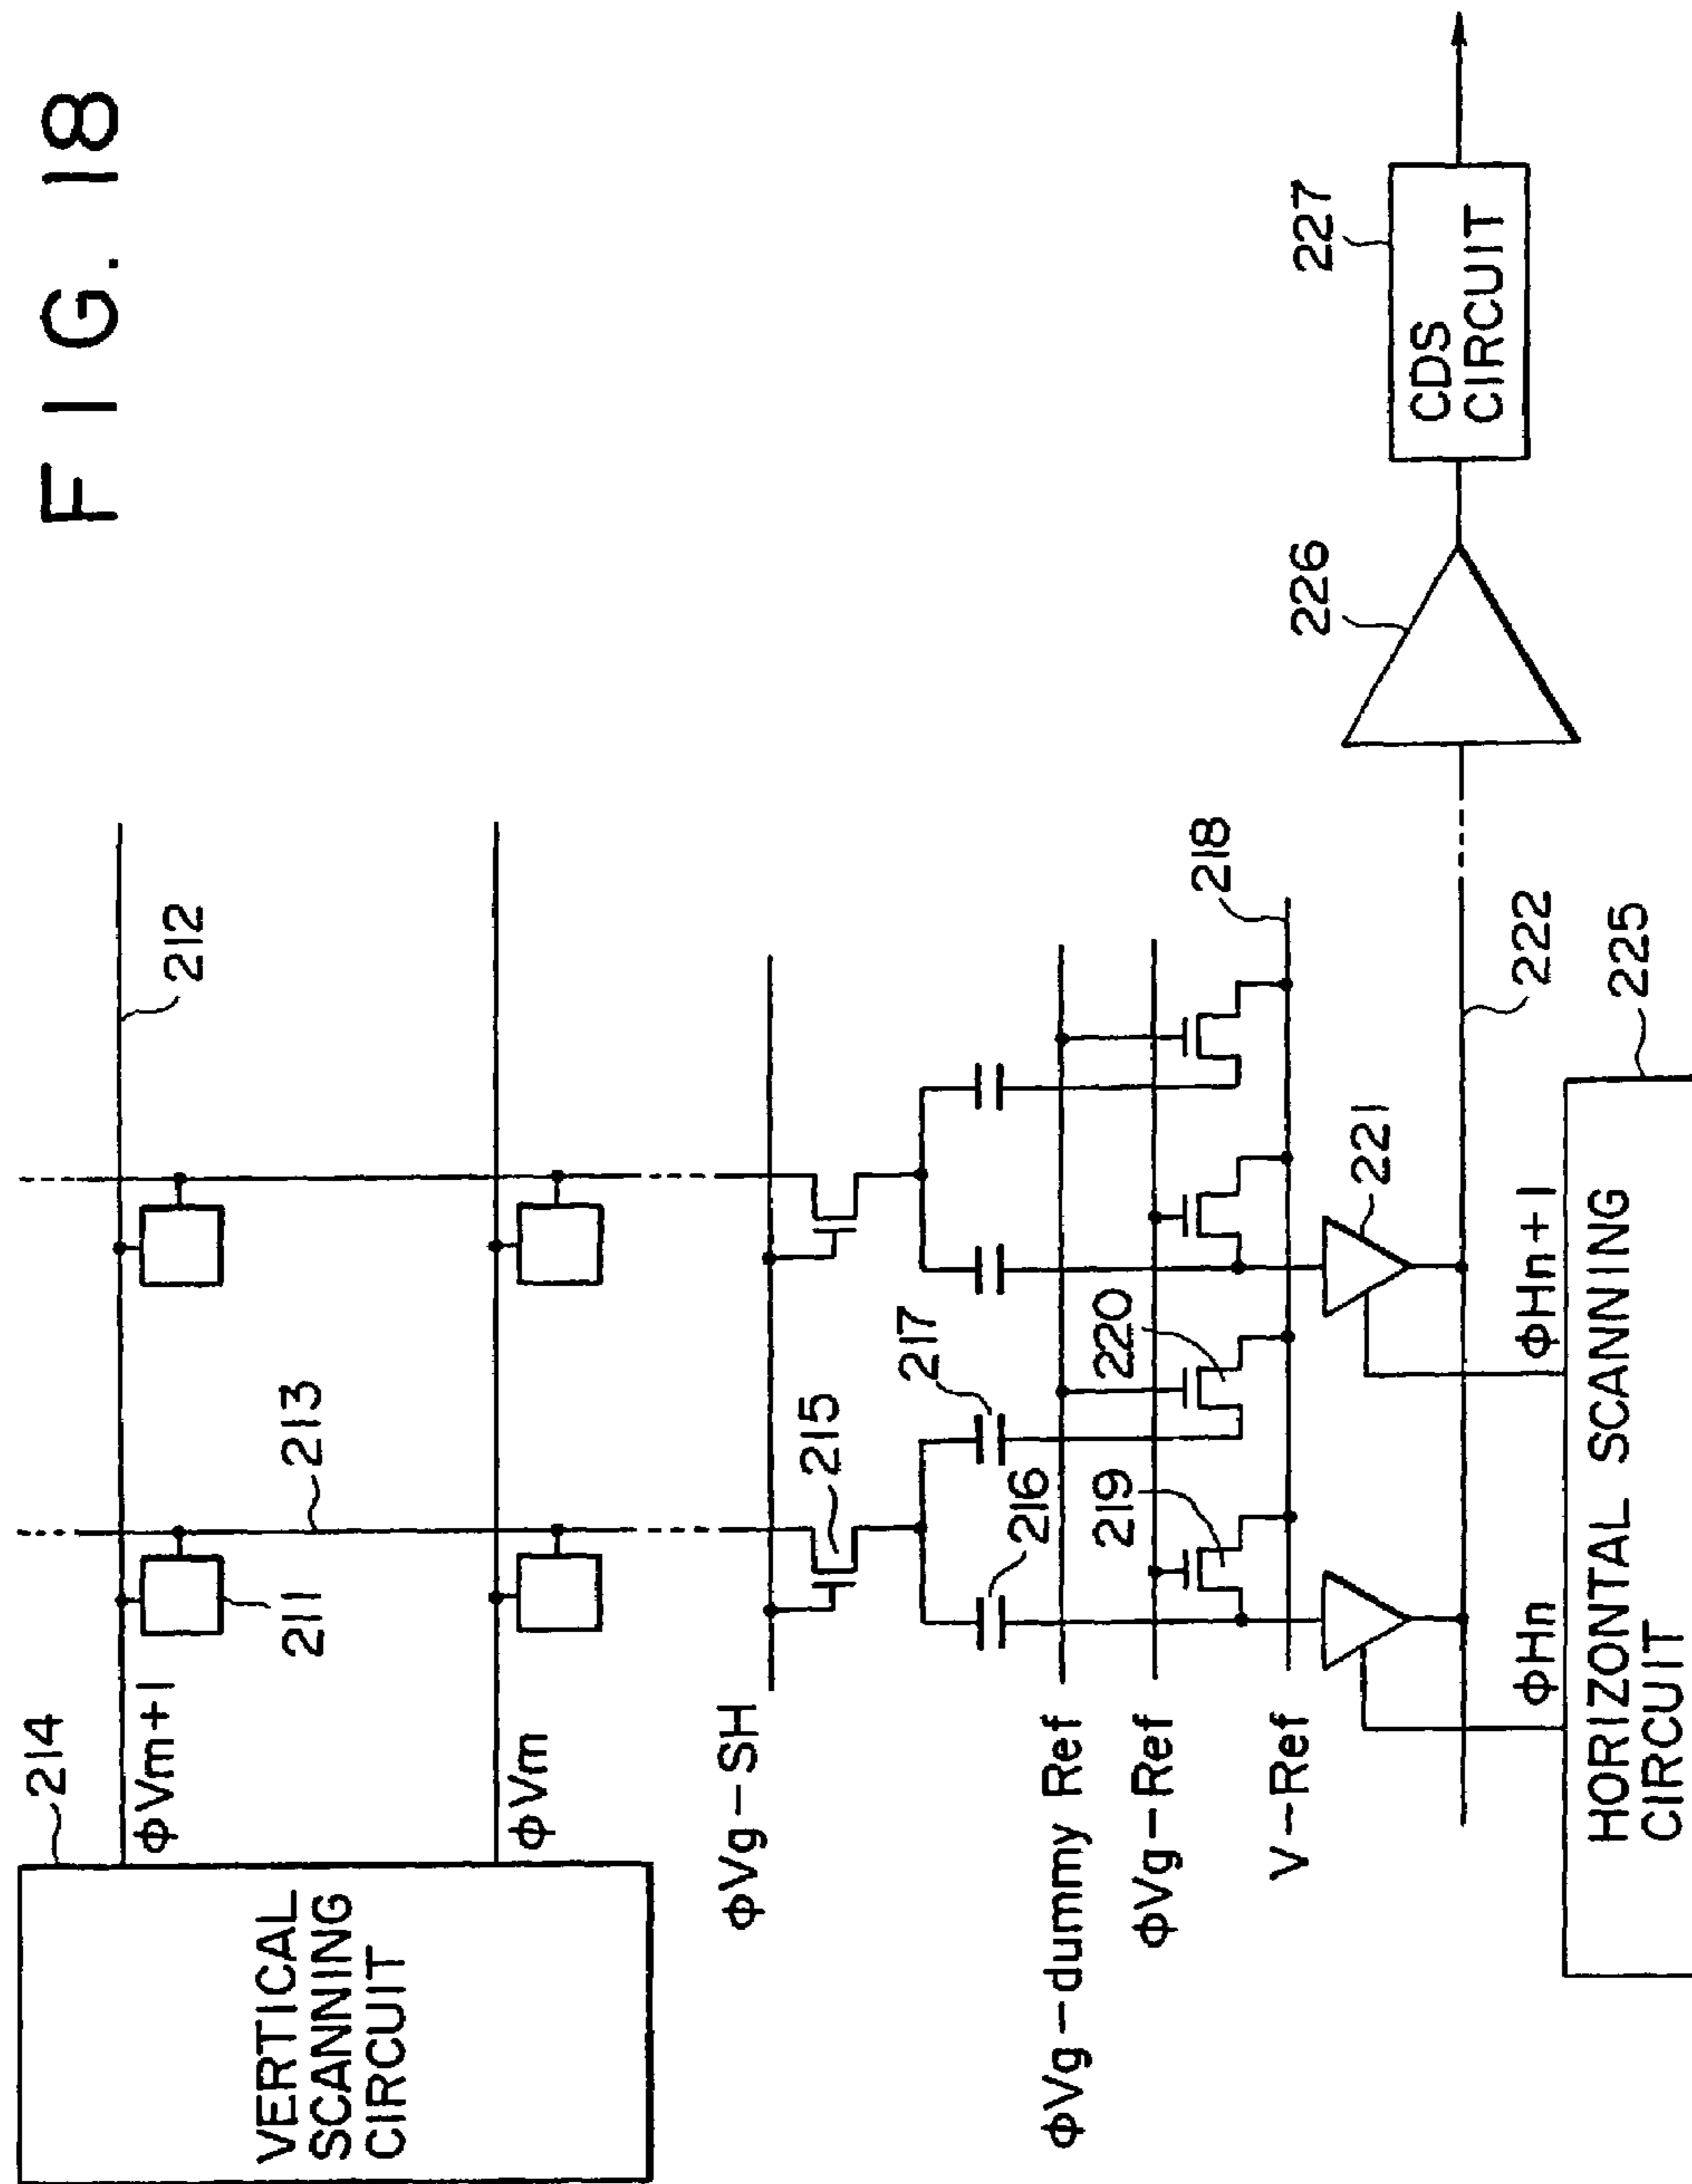 FIG. 18
214
VERTICAL
SCANNING
CIRCUIT
ΦVm+1
ΦVm
211
213
212
ΦVg-SH
215
217
216
ΦVg-dummy Ref
ΦVg-Ref
219
220
V-Ref
218
221
ΦHn
ΦHn+1
222
225
HORIZONTAL SCANNING
CIRCUIT
226
227
CDS
CIRCUIT